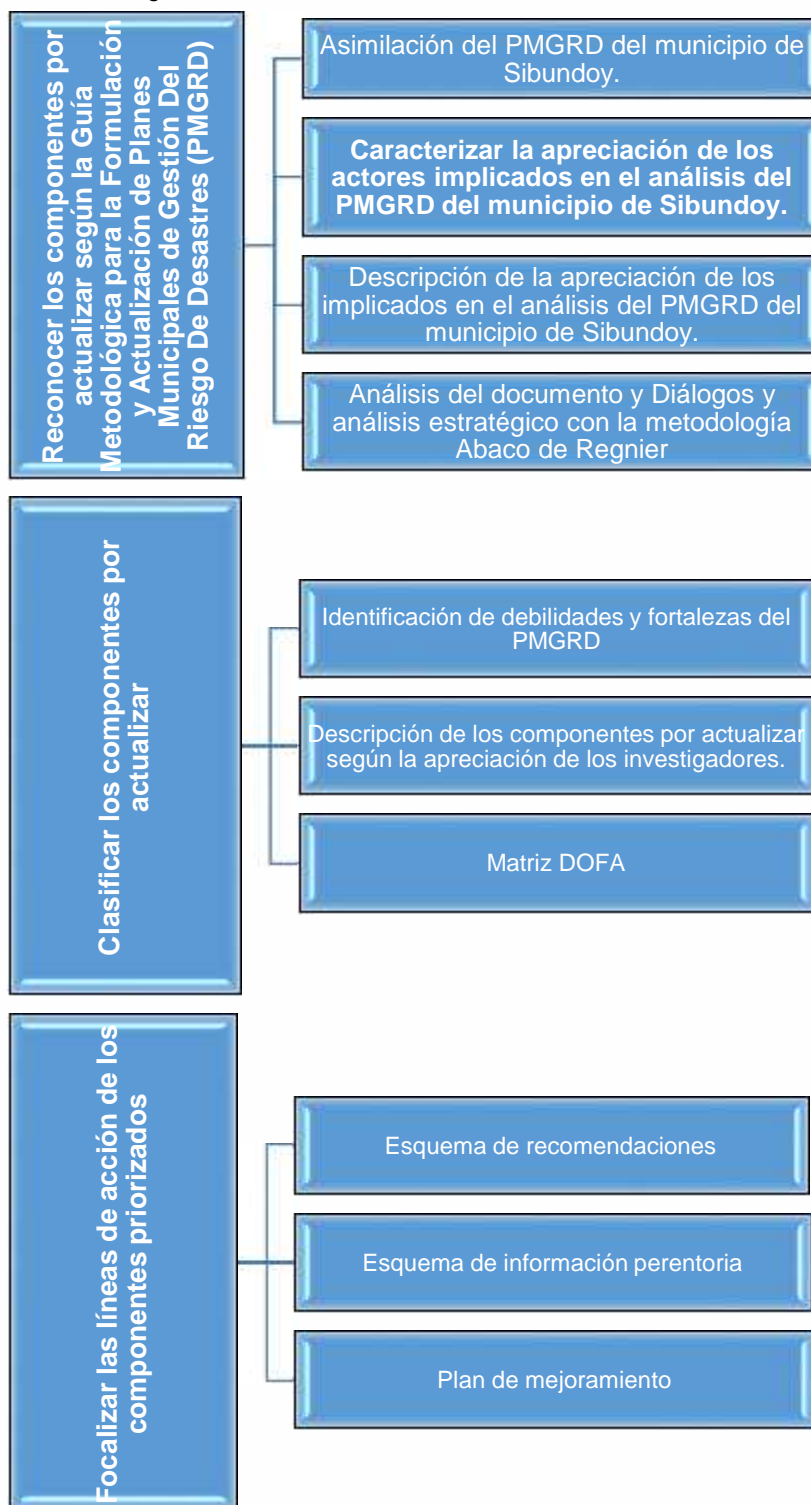 Reconocer los componentes por
actualizar según la Guía
Metodológica para la Formulación
y Actualización de Planes
Municipales de Gestión Del
Riesgo De Desastres (PMGRD)
Asimilación del PMGRD del municipio de
Sibundoy.
Caracterizar la apreciación de los
actores implicados en el análisis del
PMGRD del municipio de Sibundoy.
Descripción de la apreciación de los
implicados en el análisis del PMGRD del
municipio de Sibundoy.
Análisis del documento y Diálogos y
análisis estratégico con la metodología
Abaco de Regnier
Clasificar los componentes por
actualizar
Identificación de debilidades y fortalezas del
PMGRD
Descripción de los componentes por actualizar
según la apreciación de los investigadores.
Matriz DOFA
Focalizar las líneas de acción de los
componentes priorizados
Esquema de recomendaciones
Esquema de información perentoria
Plan de mejoramiento